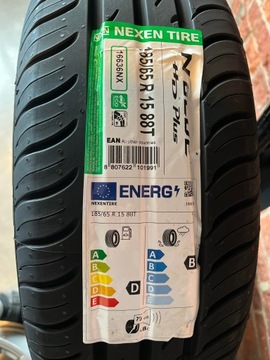 NEXEN TIRE
16636NX
185/65 R 15 88T
N'BLUE
HD Plus
EAN
8 807622 101991
ENERG
NEXENTIRE
185/65 R 15 88T
A
B
C
D
E
D
A
B
C
D
E
B